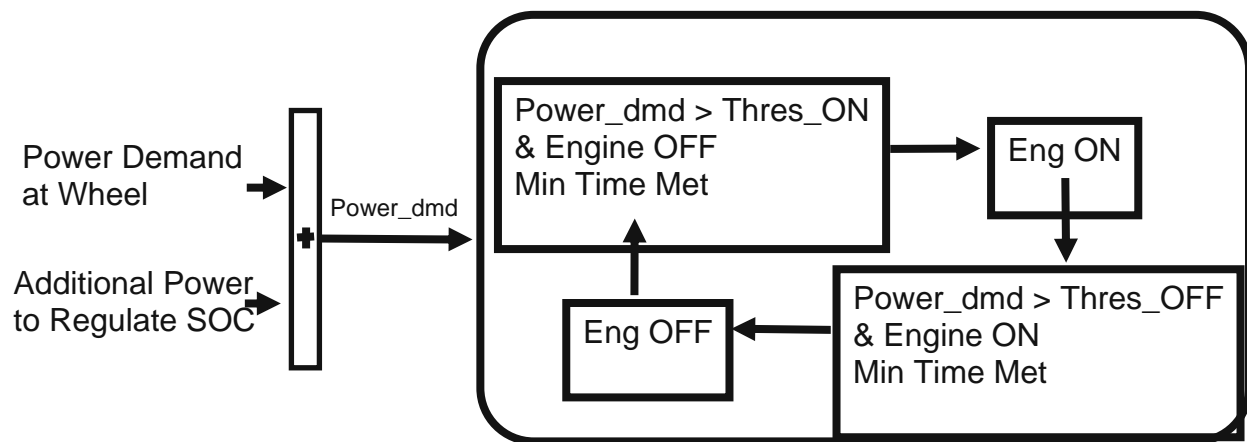 Power Demand
at Wheel
Additional Power
to Regulate SOC
+
Power_dmd
Power_dmd > Thres_ON
& Engine OFF
Min Time Met
Eng ON
Power_dmd > Thres_OFF
& Engine ON
Min Time Met
Eng OFF